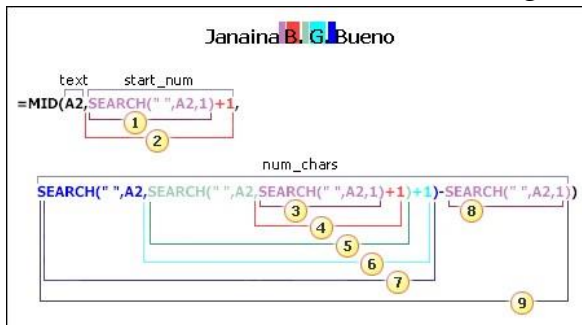 Janaina B. G. Bueno
text start_num
=MID(A2,SEARCH(" ",A2,1)+1,
1
2
num_chars
SEARCH(" ",A2,SEARCH(" ",A2,SEARCH(" ",A2,1)+1)+1)-SEARCH(" ",A2,1))
3 8
4
5
6
7
9